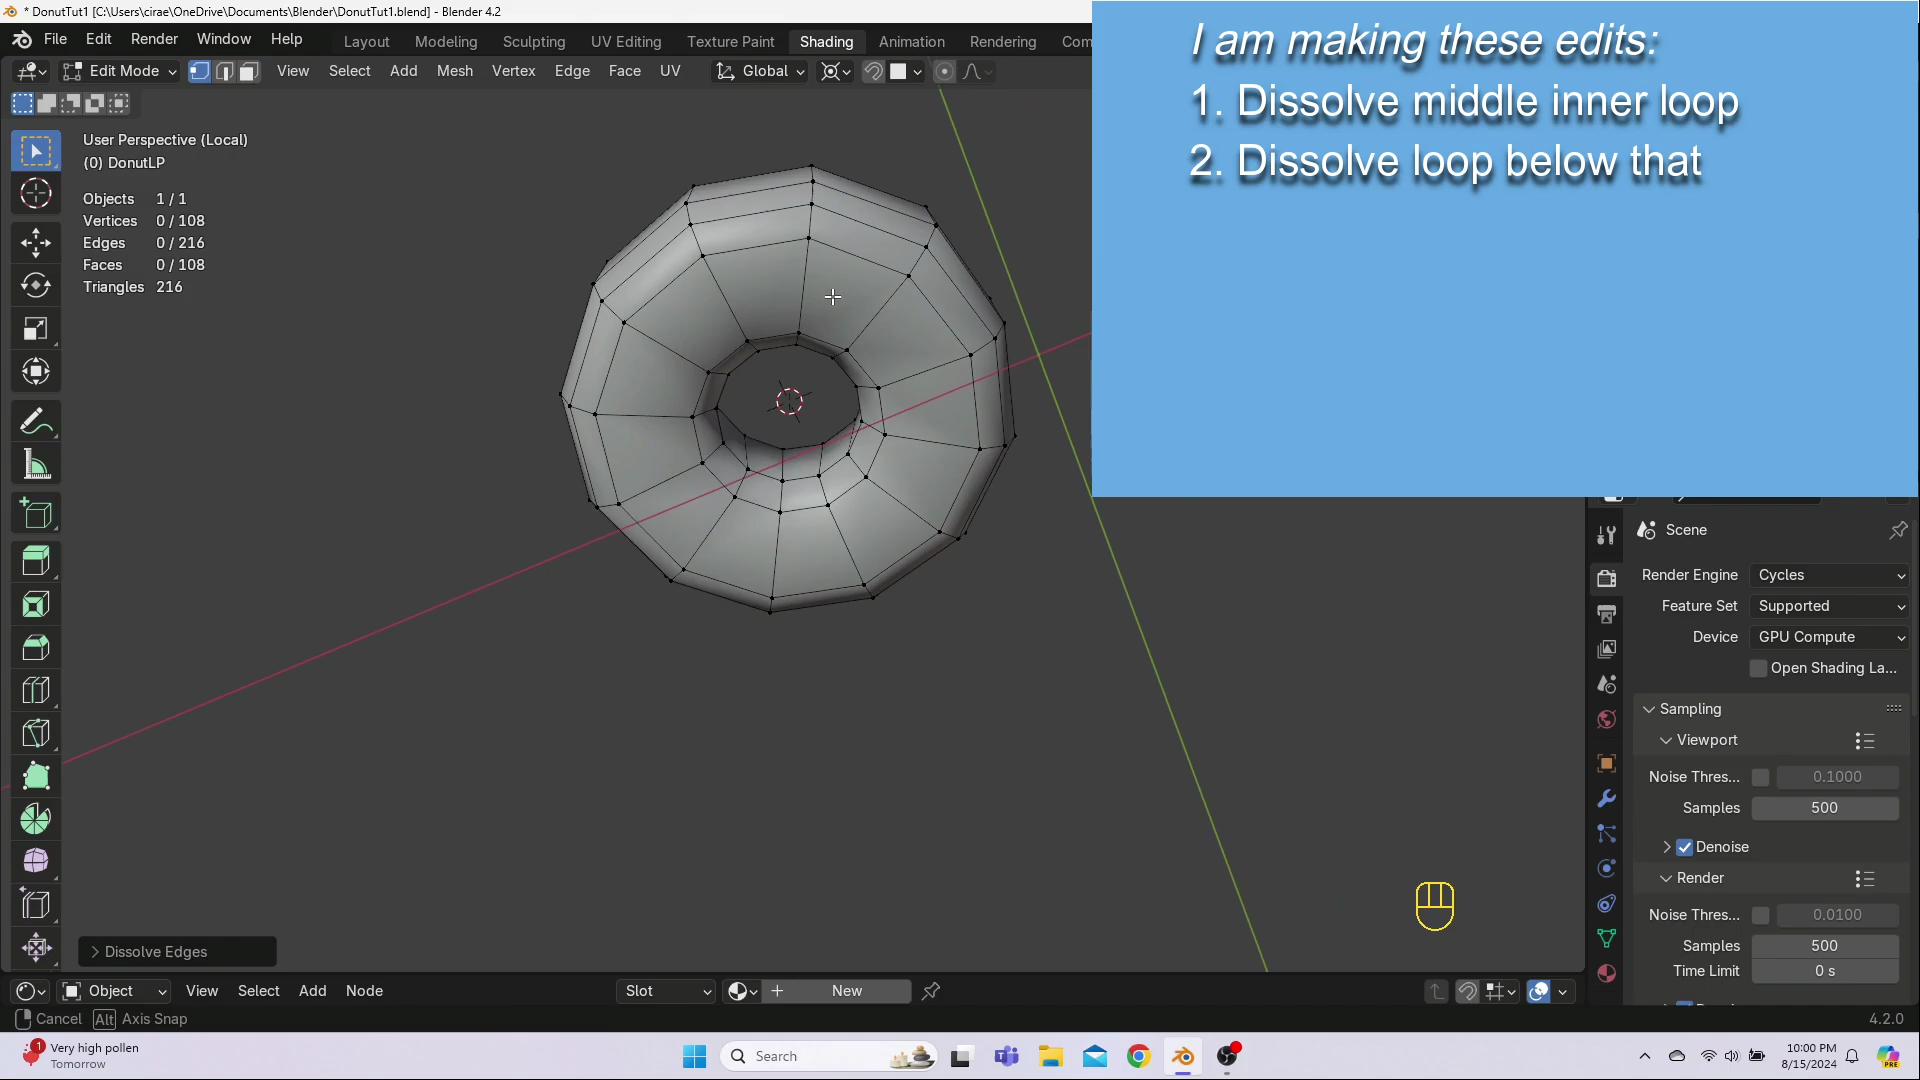 * DonutTut1 [C:\Users\cirae\OneDrive\Documents\Blender\DonutTut1.blend] - Blender 4.2
File Edit Render Window Help Layout Modeling Sculpting UV Editing Texture Paint Shading Animation Rendering Com
Edit Mode View Select Add Mesh Vertex Edge Face UV Global
I am making these edits:
1. Dissolve middle inner loop
2. Dissolve loop below that
User Perspective (Local)
(0) DonutLP
Objects 1 / 1
Vertices 0 / 108
Edges 0 / 216
Faces 0 / 108
Triangles 216
Scene
Render Engine Cycles
Feature Set Supported
Device GPU Compute
Open Shading La...
Sampling
Viewport
Noise Thres... 0.1000
Samples 500
Denoise
Render
Noise Thres... 0.0100
Samples 500
Time Limit 0 s
Dissolve Edges
Object View Select Add Node Slot New
Cancel Alt Axis Snap 4.2.0
1 Very high pollen
Tomorrow
Search
10:00 PM
8/15/2024
PRE